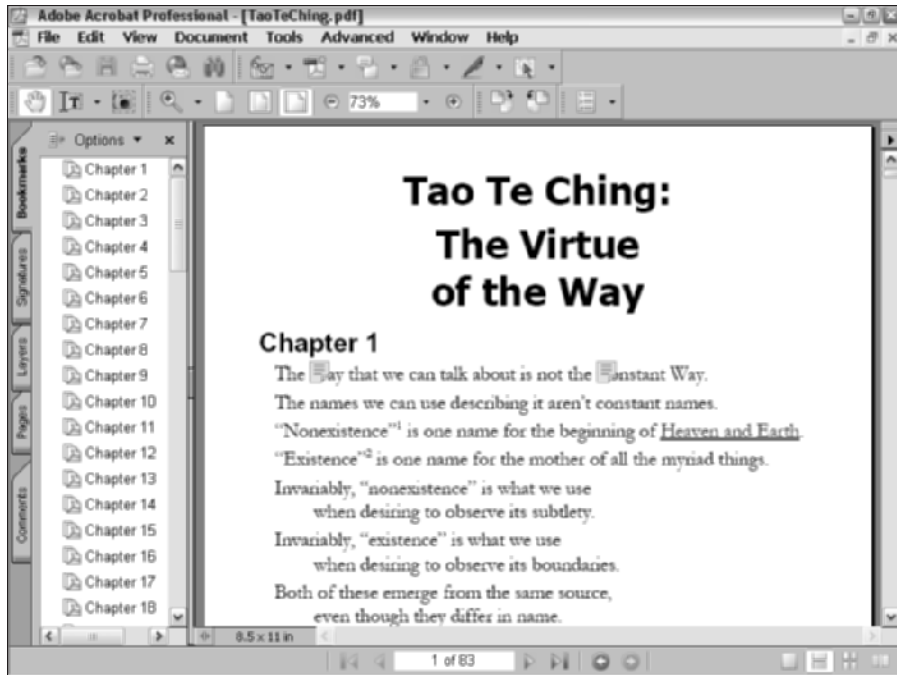 Adobe Acrobat Professional - [TaoTeChing.pdf]
File Edit View Document Tools Advanced Window Help
73%
Bookmarks
Signatures
Layers
Pages
Comments
Options
Chapter 1
Chapter 2
Chapter 3
Chapter 4
Chapter 5
Chapter 6
Chapter 7
Chapter 8
Chapter 9
Chapter 10
Chapter 11
Chapter 12
Chapter 13
Chapter 14
Chapter 15
Chapter 16
Chapter 17
Chapter 18
Tao Te Ching:
The Virtue
of the Way
Chapter 1
The ay that we can talk about is not the onstant Way.
The names we can use describing it aren't constant names.
“Nonexistence”¹ is one name for the beginning of Heaven and Earth.
“Existence”² is one name for the mother of all the myriad things.
Invariably, “nonexistence” is what we use
when desiring to observe its subtlety.
Invariably, “existence” is what we use
when desiring to observe its boundaries.
Both of these emerge from the same source,
even though they differ in name.
8.5 x 11 in
1 of 83